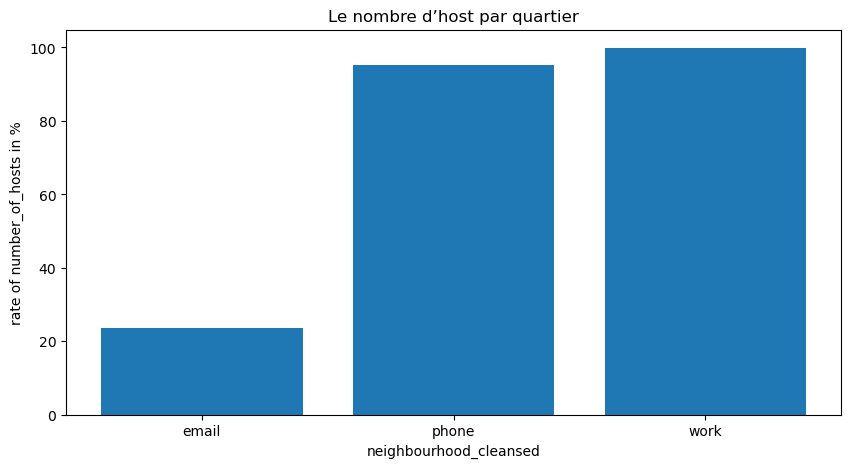 Le nombre d’host par quartier
rate of number_of_hosts in %
100
80
60
40
20
0
email phone work
neighbourhood_cleansed